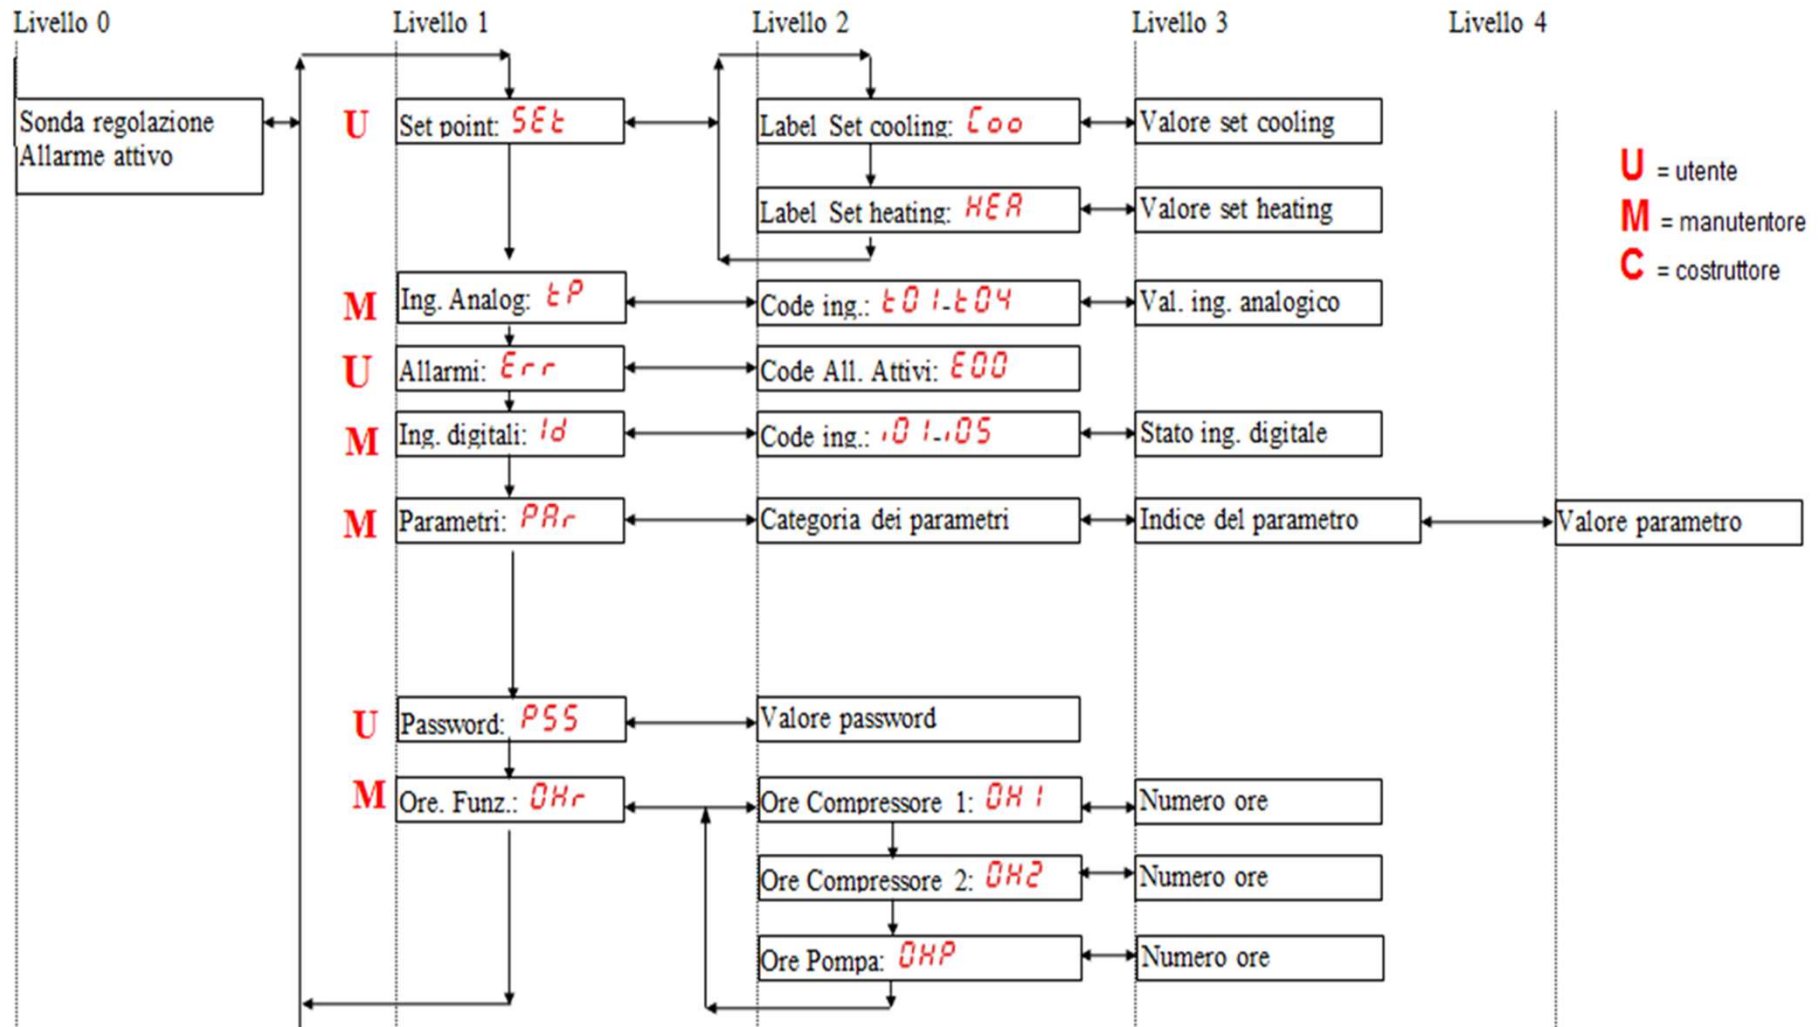 Livello 0 Livello 1 Livello 2 Livello 3 Livello 4
Sonda regolazione
Allarme attivo
U Set point: SEt Label Set cooling: Coo Valore set cooling
Label Set heating: HEA Valore set heating
U = utente
M = manutentore
C = costruttore
M Ing. Analog: tP Code ing.: t01-t04 Val. ing. analogico
U Allarmi: Err Code All. Attivi: E00
M Ing. digitali: Id Code ing.: i01-i05 Stato ing. digitale
M Parametri: PAr Categoria dei parametri Indice del parametro Valore parametro
U Password: PSS Valore password
M Ore. Funz.: OHr Ore Compressore 1: OH1 Numero ore
Ore Compressore 2: OH2 Numero ore
Ore Pompa: OHP Numero ore